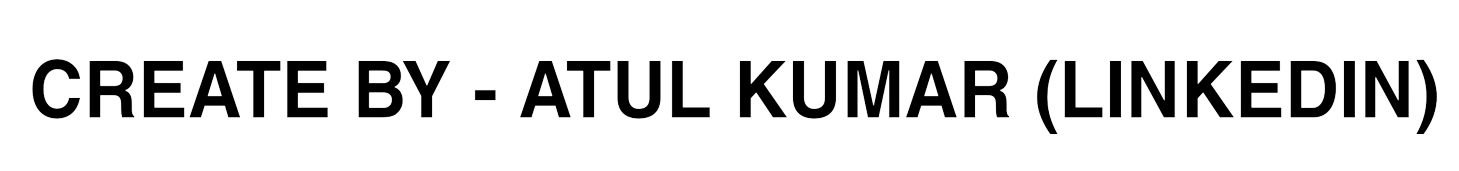 CREATE BY - ATUL KUMAR (LINKEDIN)